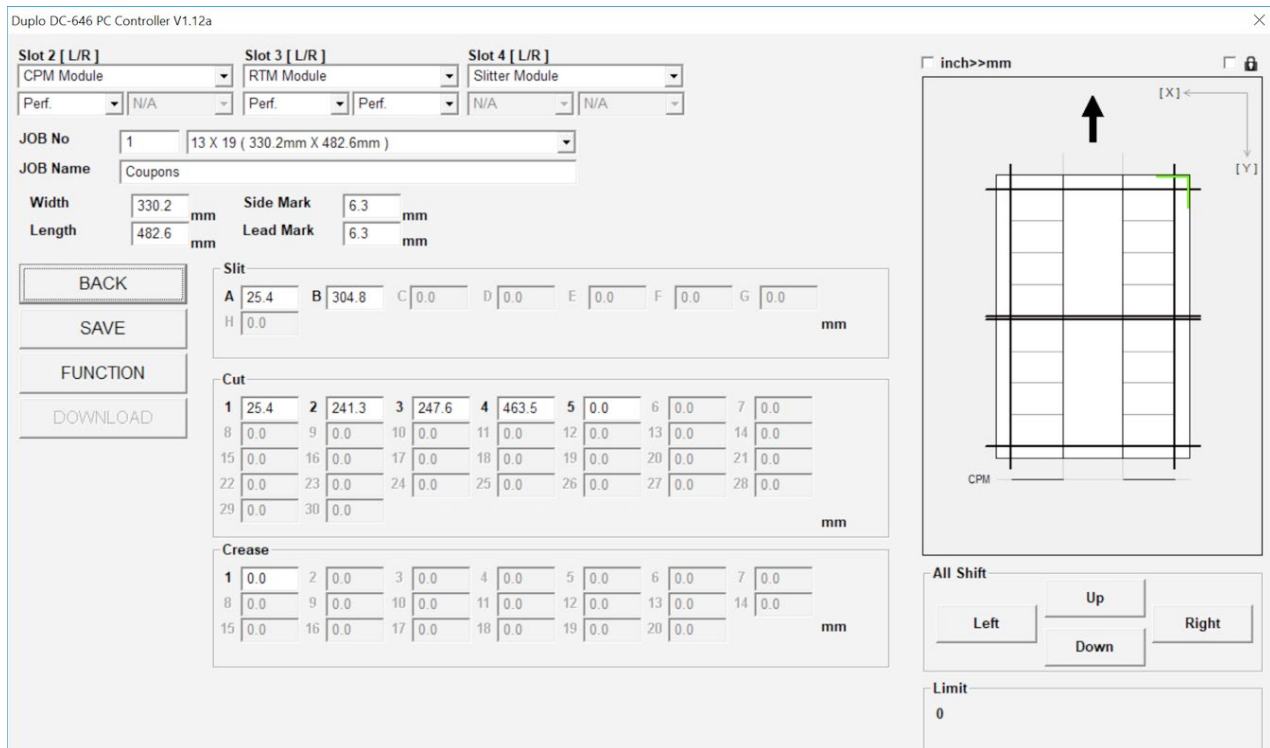 Duplo DC-646 PC Controller V1.12a
Slot 2 [ L/R ] Slot 3 [ L/R ] Slot 4 [ L/R ]
CPM Module RTM Module Slitter Module
Perf. N/A Perf. Perf. N/A N/A
JOB No 1 13 X 19 ( 330.2mm X 482.6mm )
JOB Name Coupons
Width 330.2 mm Side Mark 6.3 mm
Length 482.6 mm Lead Mark 6.3 mm
BACK
SAVE
FUNCTION
DOWNLOAD
Slit
A 25.4 B 304.8 C 0.0 D 0.0 E 0.0 F 0.0 G 0.0
H 0.0 mm
Cut
1 25.4 2 241.3 3 247.6 4 463.5 5 0.0 6 0.0 7 0.0
8 0.0 9 0.0 10 0.0 11 0.0 12 0.0 13 0.0 14 0.0
15 0.0 16 0.0 17 0.0 18 0.0 19 0.0 20 0.0 21 0.0
22 0.0 23 0.0 24 0.0 25 0.0 26 0.0 27 0.0 28 0.0
29 0.0 30 0.0
mm
Crease
1 0.0 2 0.0 3 0.0 4 0.0 5 0.0 6 0.0 7 0.0
8 0.0 9 0.0 10 0.0 11 0.0 12 0.0 13 0.0 14 0.0
15 0.0 16 0.0 17 0.0 18 0.0 19 0.0 20 0.0 mm
inch>>mm
[X]
[Y]
CPM
All Shift
Up
Left Right
Down
Limit
0